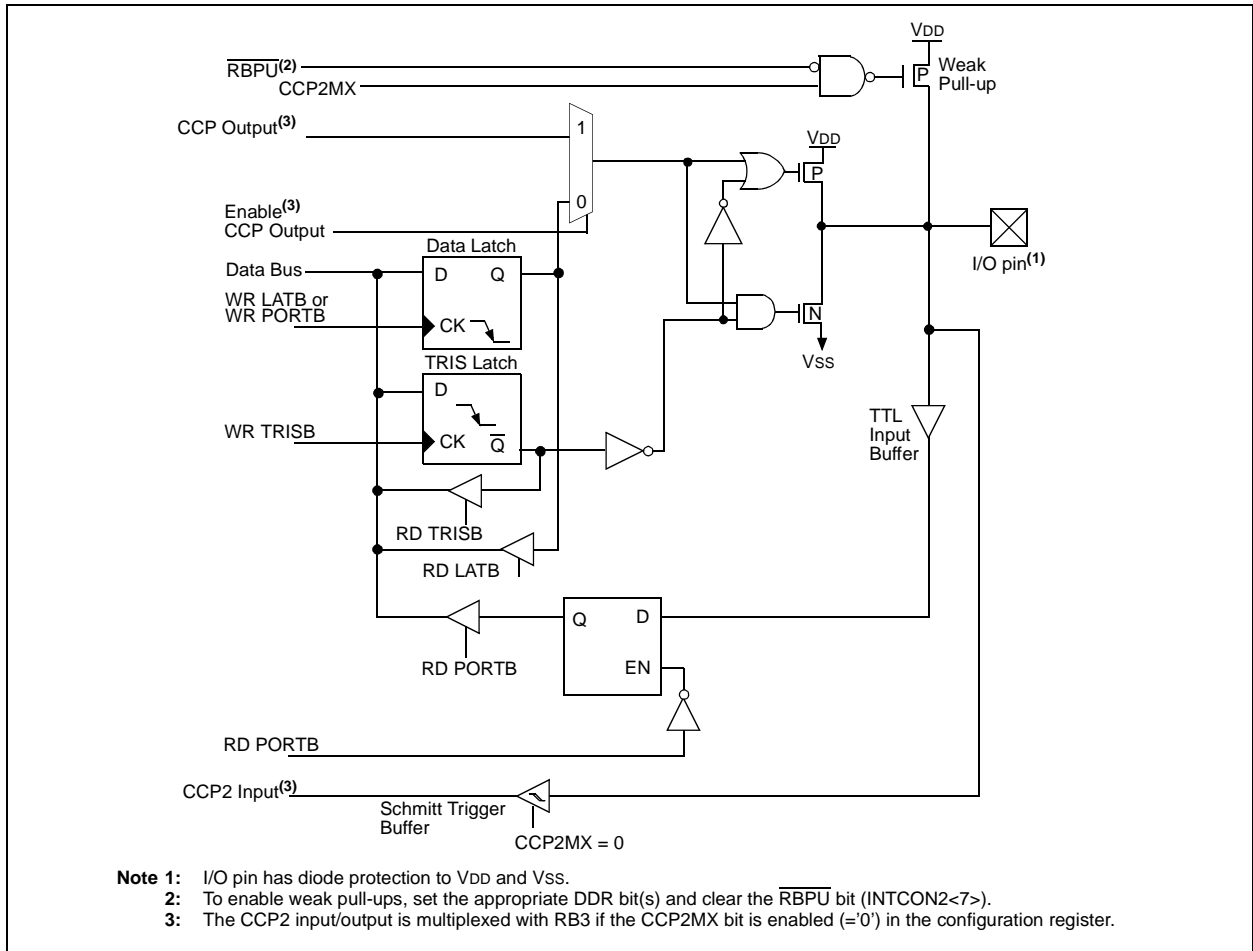 VDD
RBPU(2)
Weak
Pull-up
P
CCP2MX
CCP Output(3)
1
VDD
P
0
Enable(3)
CCP Output
I/O pin(1)
Data Latch
Data Bus
D Q
WR LATB or
WR PORTB
CK
N
VSS
TRIS Latch
D
TTL
Input
Buffer
WR TRISB
CK Q
RD TRISB
RD LATB
Q D
RD PORTB
EN
RD PORTB
CCP2 Input(3)
Schmitt Trigger
Buffer
CCP2MX = 0
Note 1: I/O pin has diode protection to VDD and VSS.
2: To enable weak pull-ups, set the appropriate DDR bit(s) and clear the RBPU bit (INTCON2<7>).
3: The CCP2 input/output is multiplexed with RB3 if the CCP2MX bit is enabled (='0') in the configuration register.